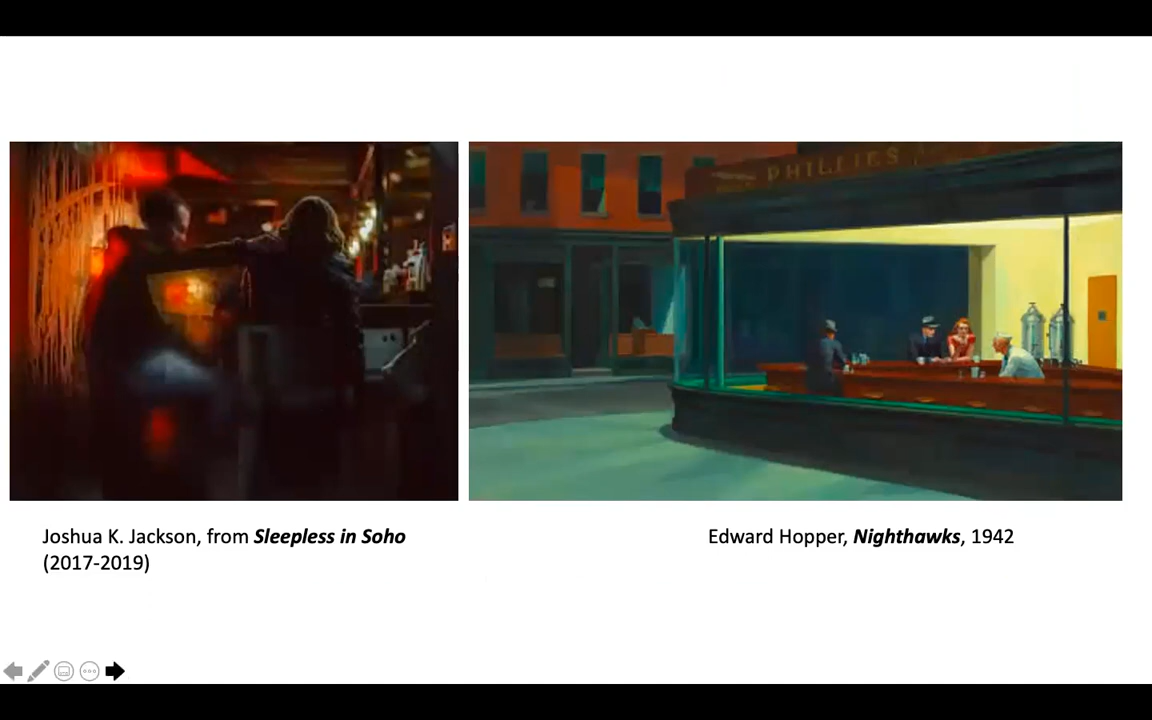 PHILLIES
Joshua K. Jackson, from Sleepless in Soho
(2017-2019)
Edward Hopper, Nighthawks, 1942